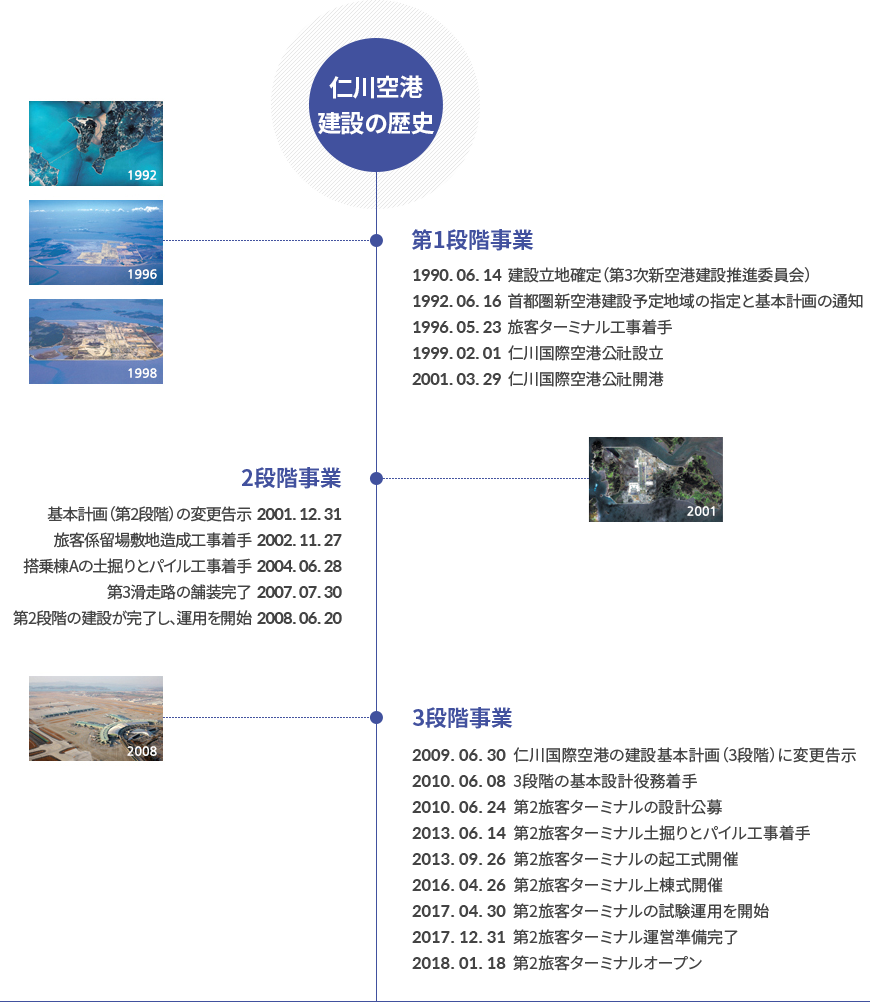 仁川空港
建設の歴史
1992
1996
1998
第1段階事業
1990. 06. 14 建設立地確定（第3次新空港建設推進委員会）
1992. 06. 16 首都圏新空港建設予定地域の指定と基本計画の通知
1996. 05. 23 旅客ターミナル工事着手
1999. 02. 01 仁川国際空港公社設立
2001. 03. 29 仁川国際空港公社開港
2001
2段階事業
基本計画（第2段階）の変更告示 2001. 12. 31
旅客係留場敷地造成工事着手 2002. 11. 27
搭乗棟Aの土掘りとパイル工事着手 2004. 06. 28
第3滑走路の舗装完了 2007. 07. 30
第2段階の建設が完了し、運用を開始 2008. 06. 20
2008
3段階事業
2009. 06. 30 仁川国際空港の建設基本計画（3段階）に変更告示
2010. 06. 08 3段階の基本設計役務着手
2010. 06. 24 第2旅客ターミナルの設計公募
2013. 06. 14 第2旅客ターミナル土掘りとパイル工事着手
2013. 09. 26 第2旅客ターミナルの起工式開催
2016. 04. 26 第2旅客ターミナル上棟式開催
2017. 04. 30 第2旅客ターミナルの試験運用を開始
2017. 12. 31 第2旅客ターミナル運営準備完了
2018. 01. 18 第2旅客ターミナルオープン